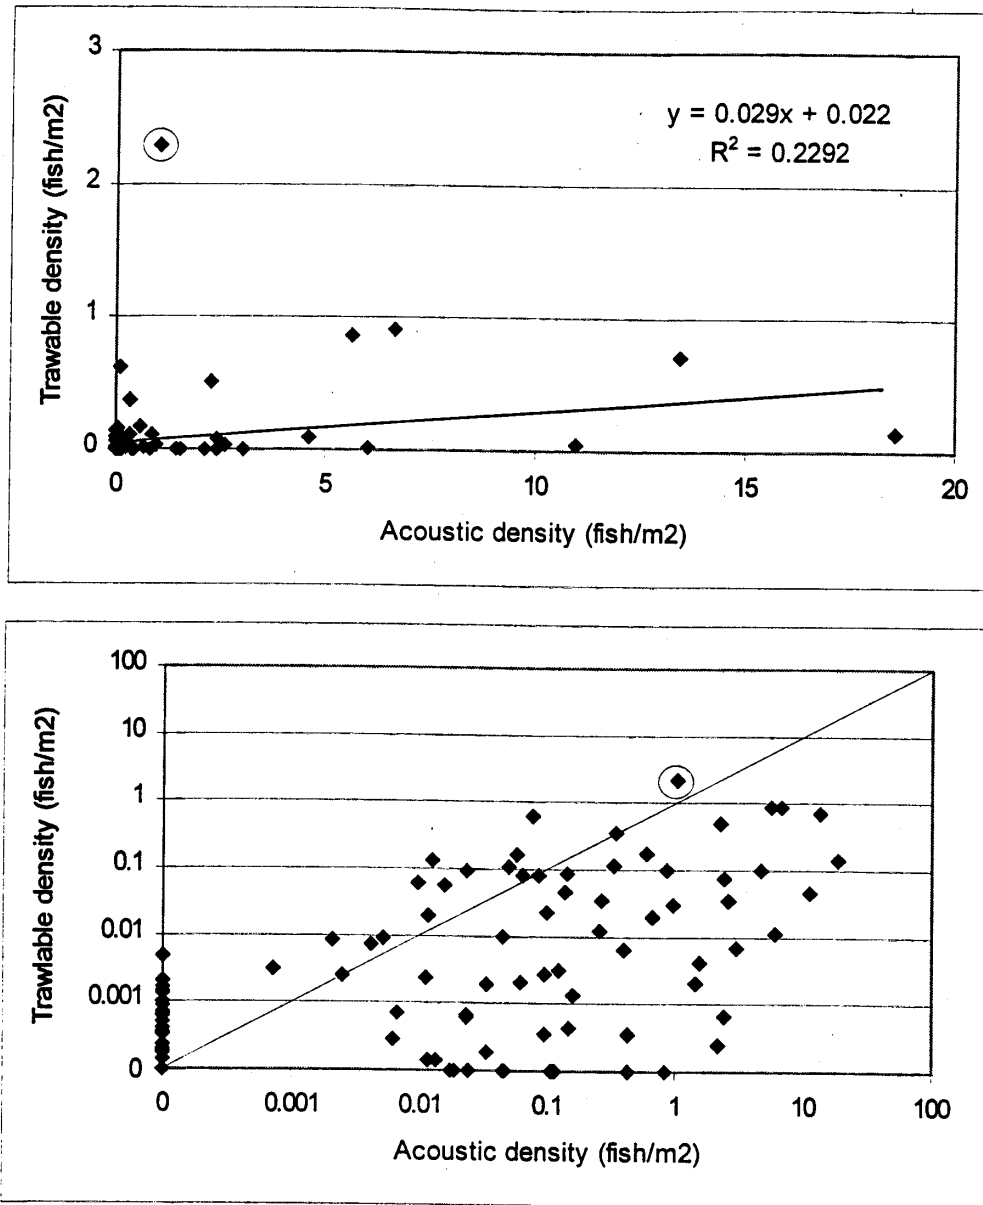 3
y = 0.029x + 0.022
R² = 0.2292
2
1
0
Trawable density (fish/m2)
0 5 10 15 20
Acoustic density (fish/m2)
100
10
1
0.1
0.01
0.001
0
Trawlable density (fish/m2)
0 0.001 0.01 0.1 1 10 100
Acoustic density (fish/m2)